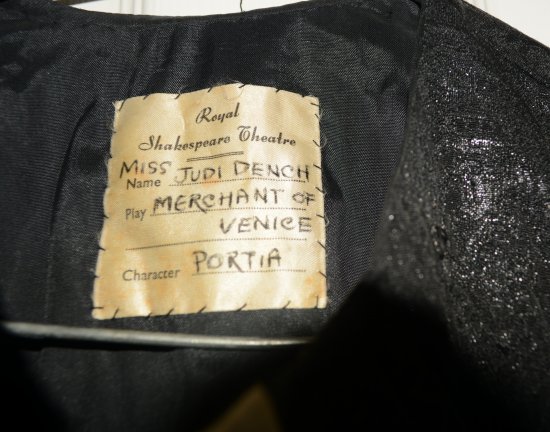 Royal
Shakespeare Theatre
MISS JUDI DENCH
Name
Play MERCHANT OF
VENICE
Character PORTIA